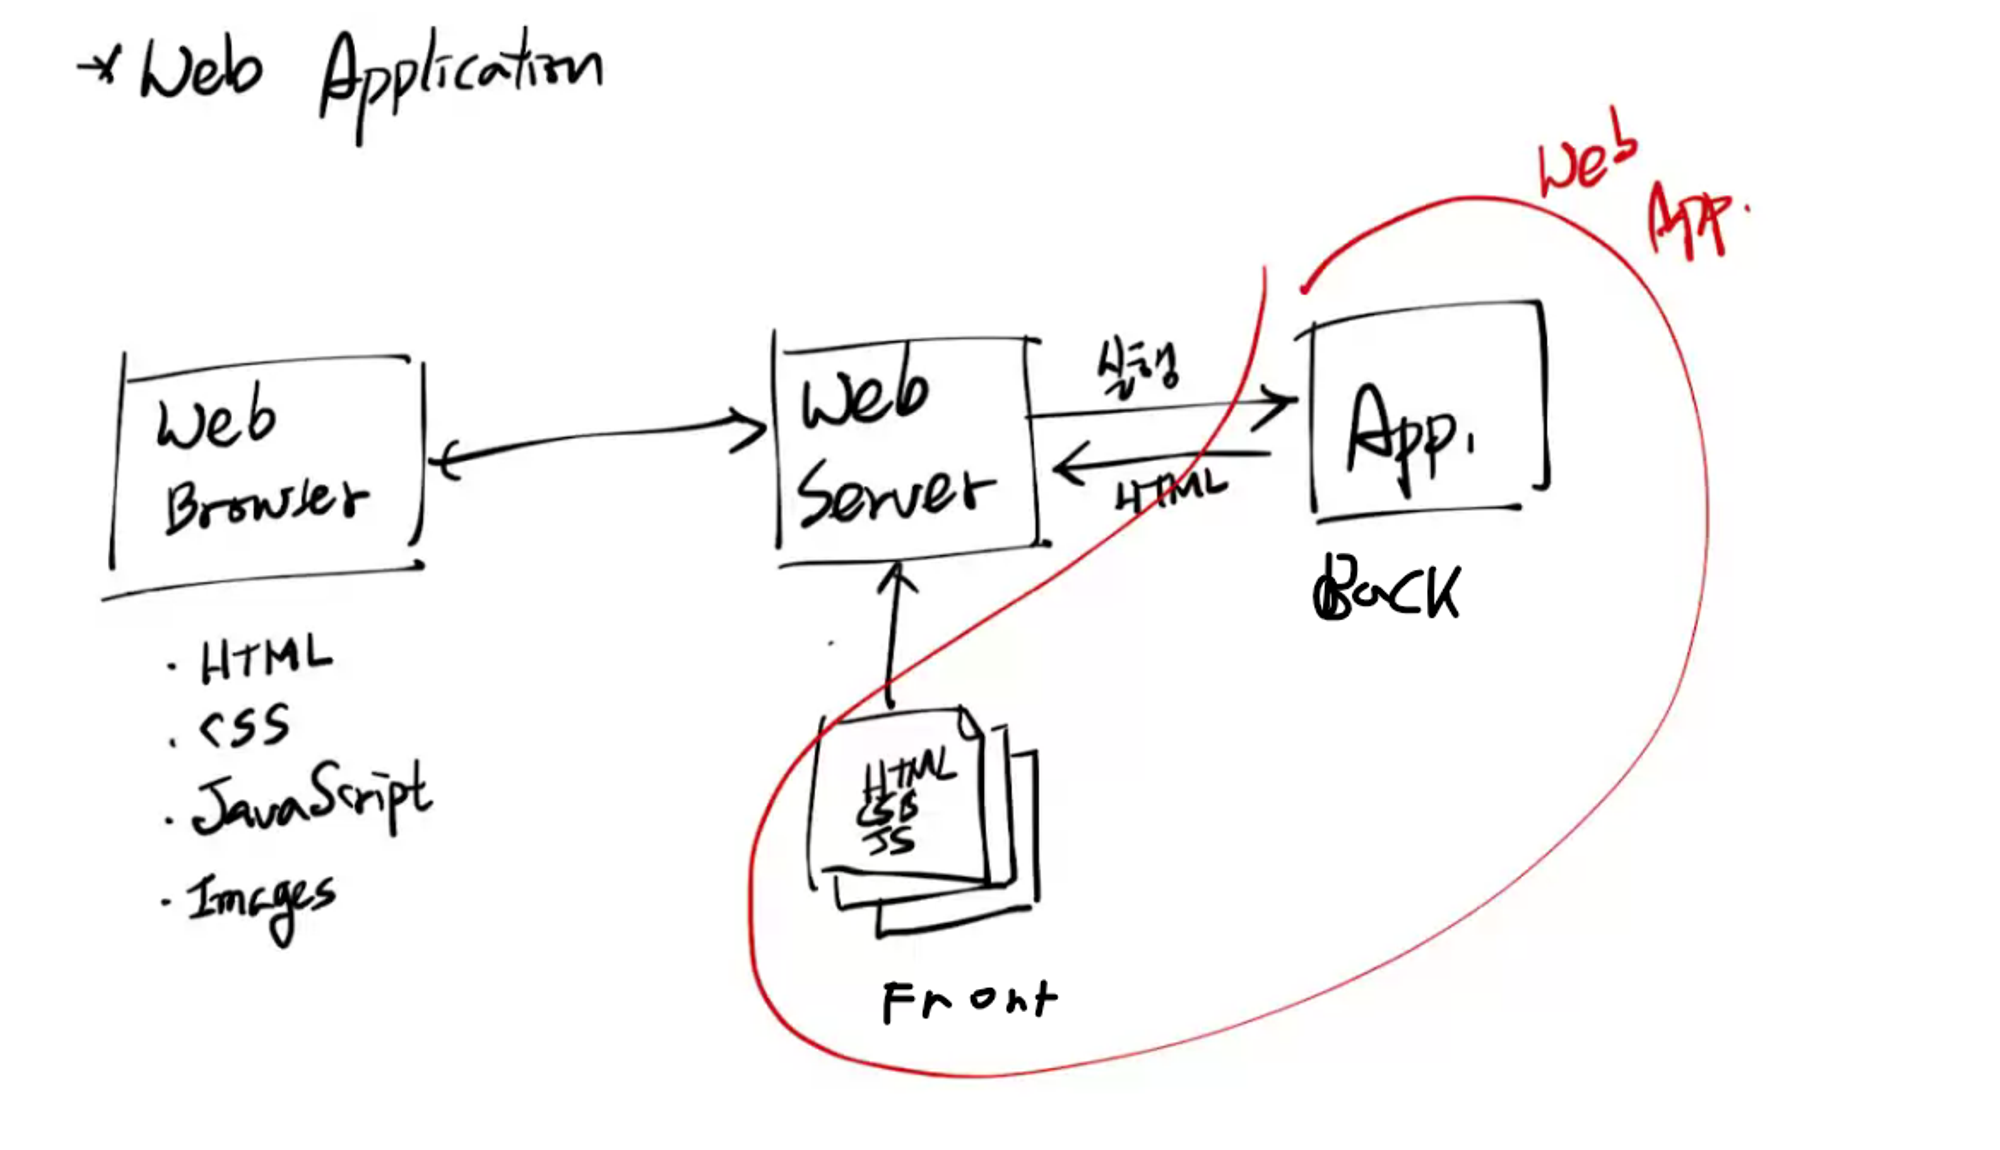 * Web Application
Web
App.
Web
Browser
Web
Server
실행
HTML
App.
Back
· HTML
· CSS
· JavaScript
· Images
HTML
CSS
JS
Front